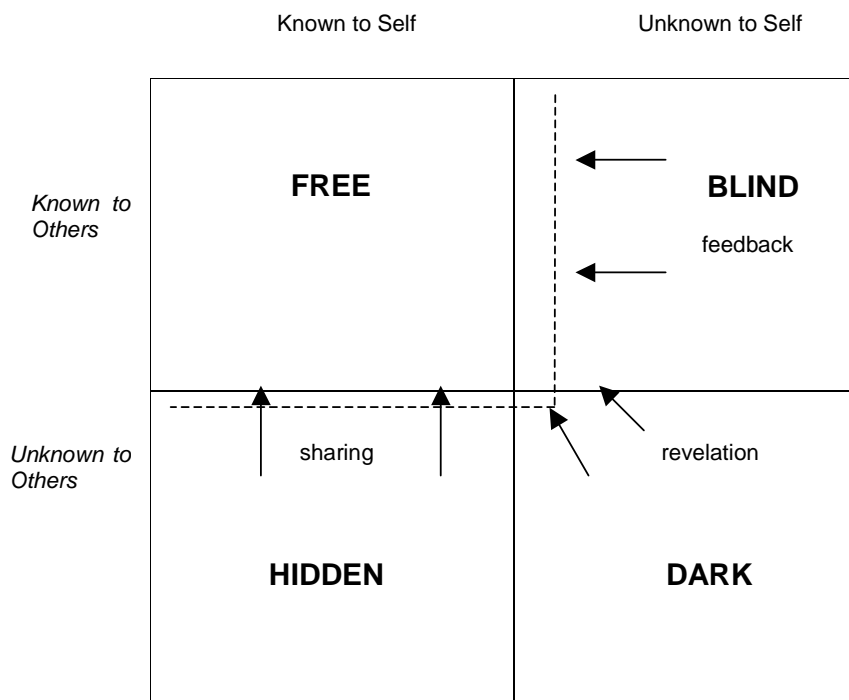 Known to Self
Unknown to Self
FREE
BLIND
Known to
Others
feedback
Unknown to
Others
sharing
revelation
HIDDEN
DARK